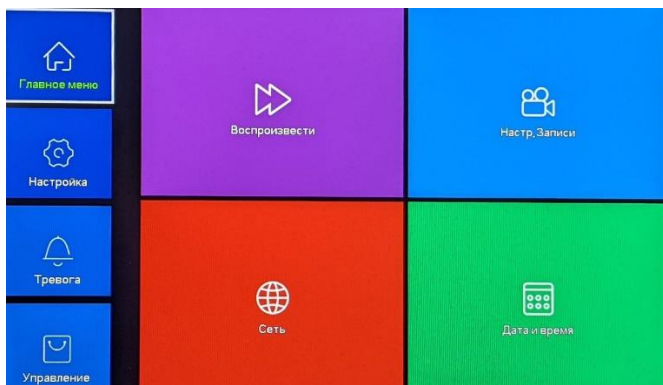 Главное меню
Воспроизвести
Настр,Записи
Настройка
Тревога
Сеть
Дата и время
Управление